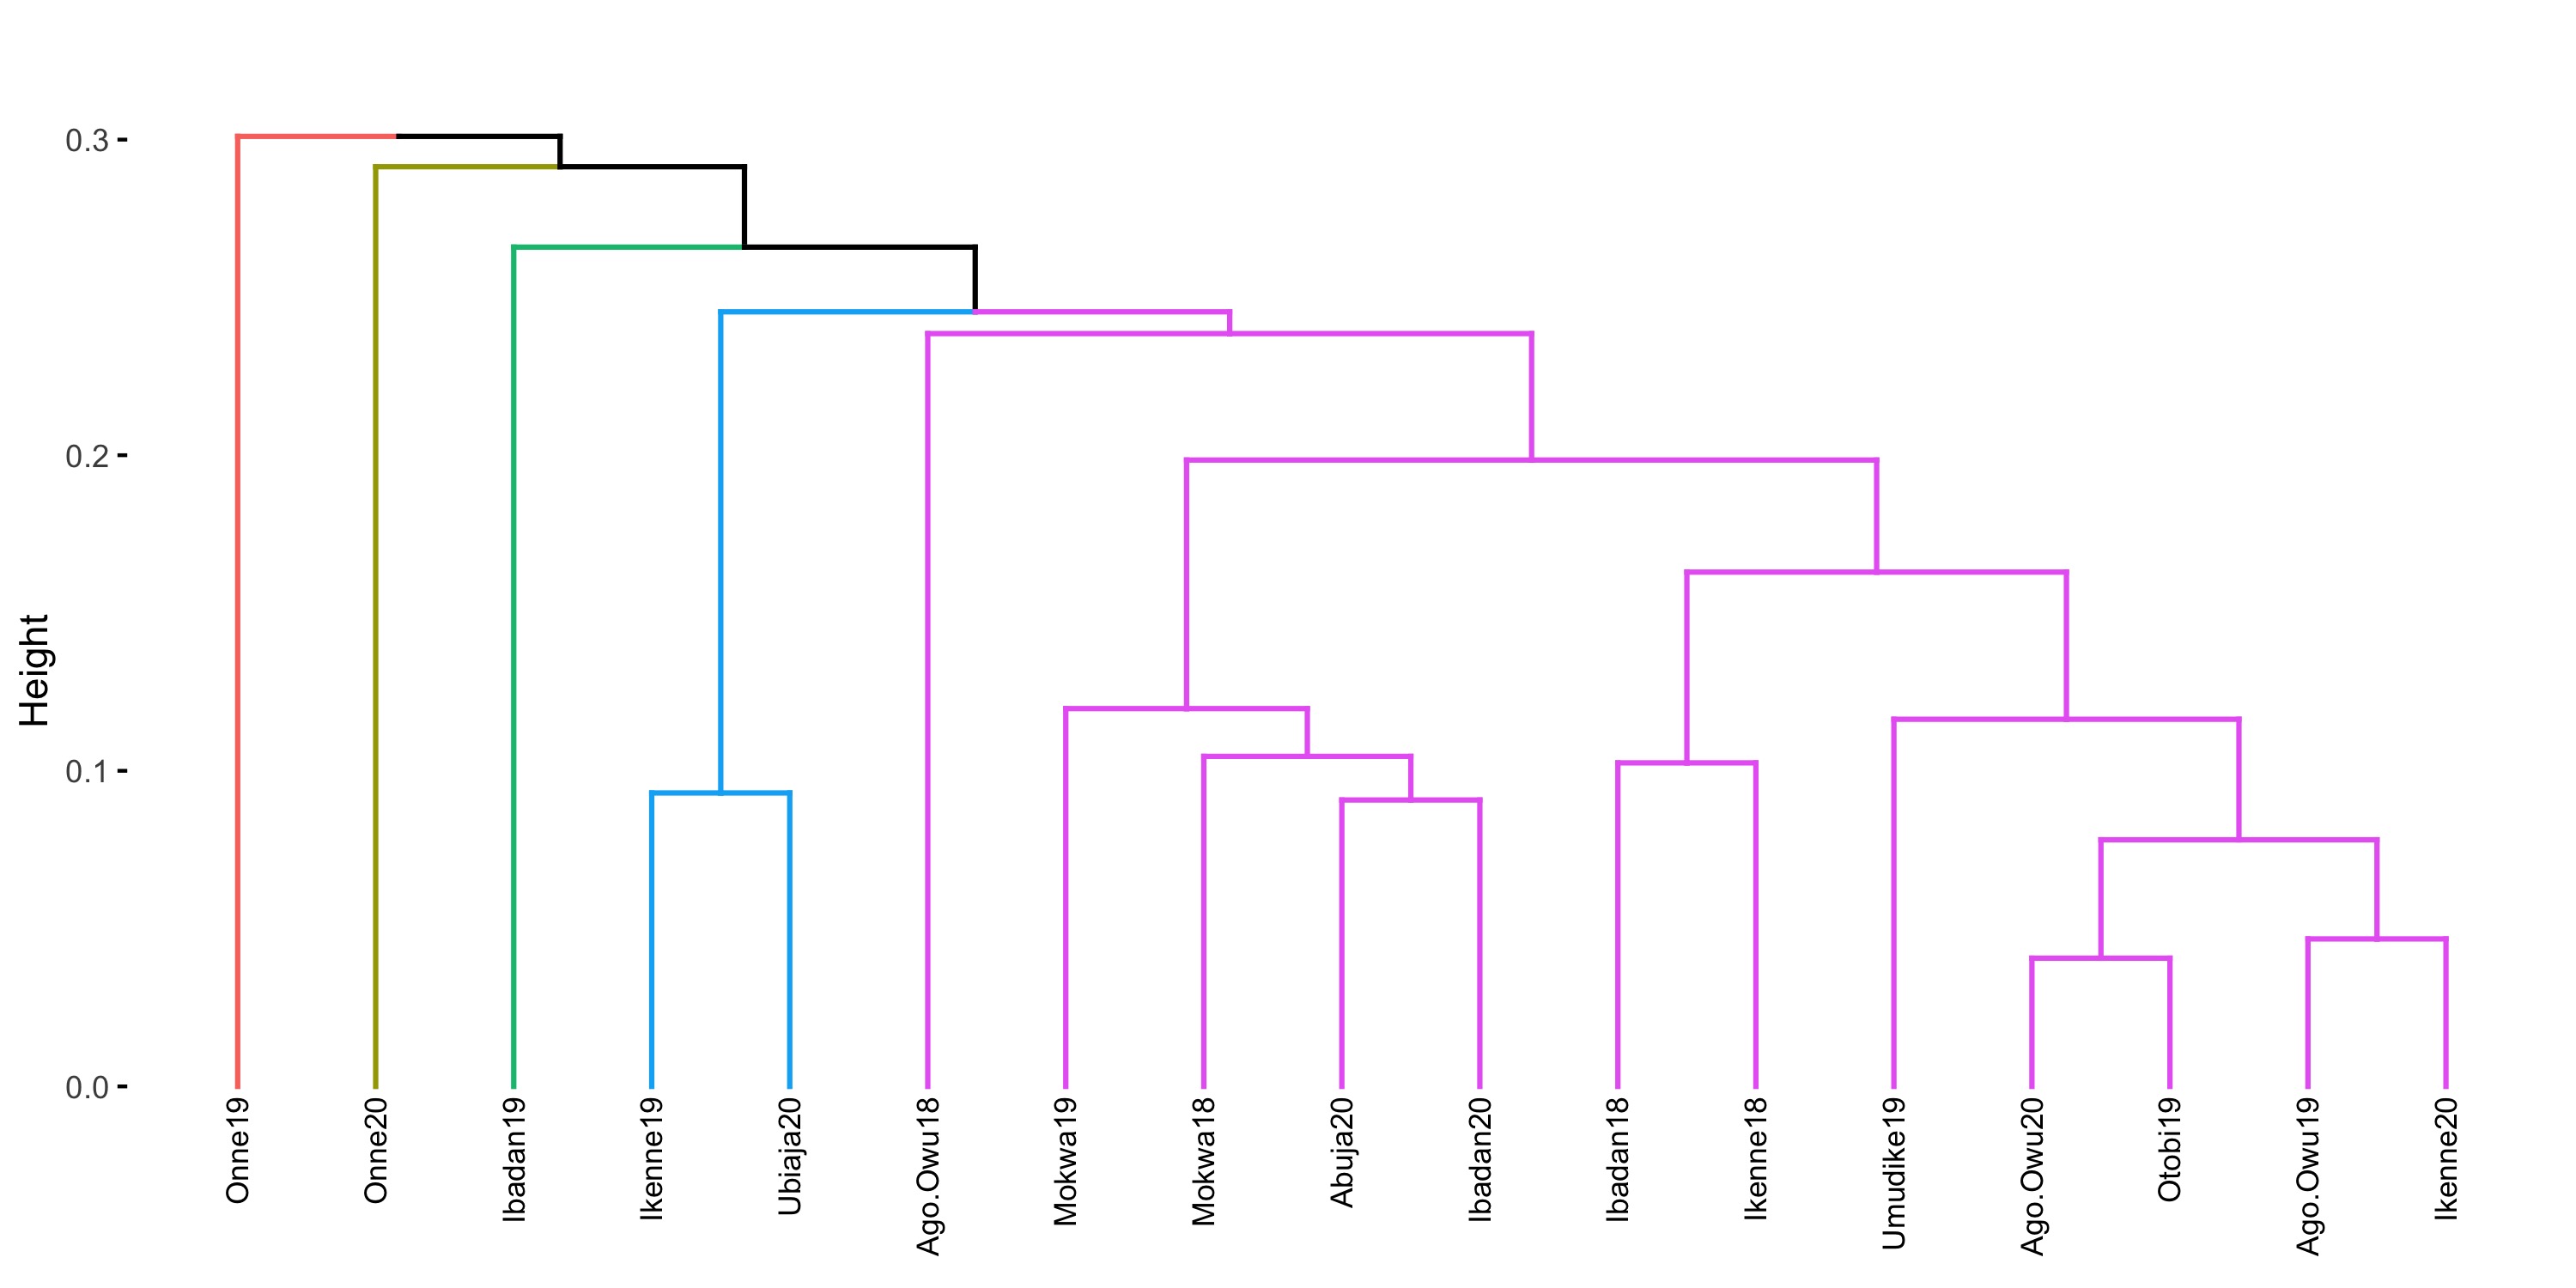 0.3
0.2
0.1
0.0
Height
Onne19
Onne20
Ibadan19
Ikenne19
Ubiaja20
Ago.Owu18
Mokwa19
Mokwa18
Abuja20
Ibadan20
Ibadan18
Ikenne18
Umudike19
Ago.Owu20
Otobi19
Ago.Owu19
Ikenne20